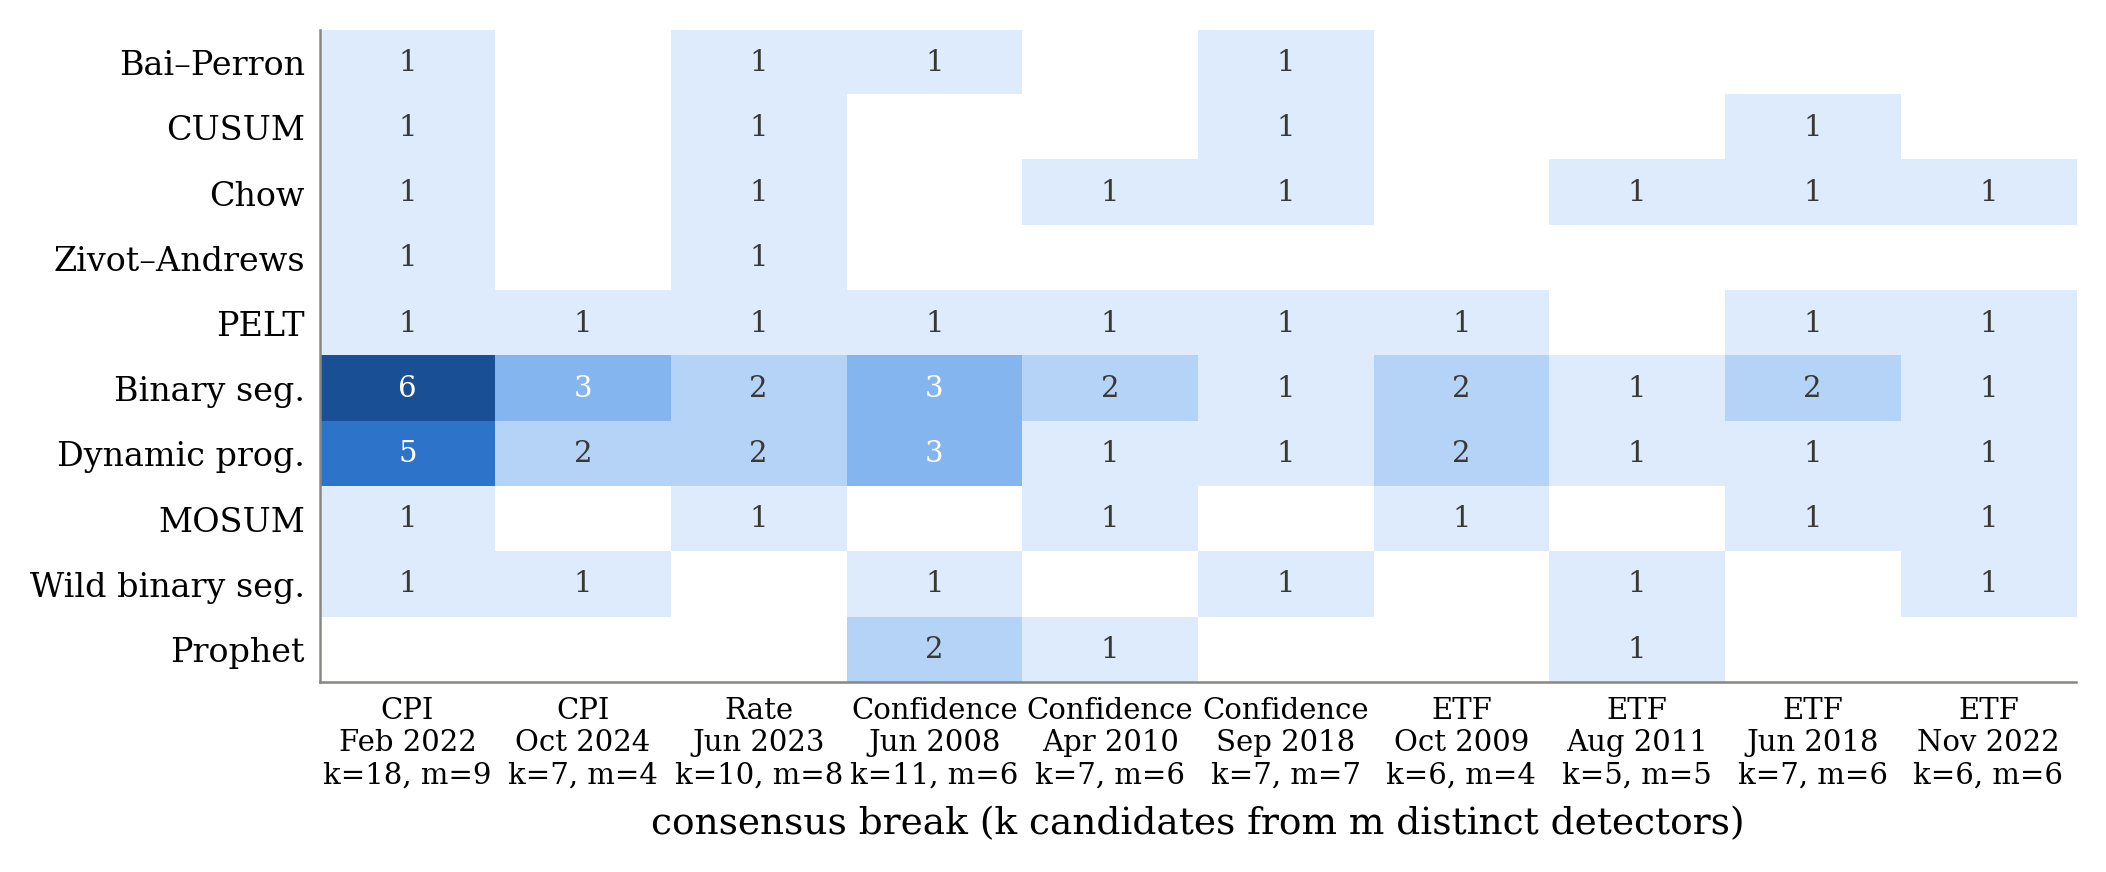 Bai–Perron 1 1 1 1
CUSUM 1 1 1 1
Chow 1 1 1 1 1 1 1
Zivot–Andrews 1 1
PELT 1 1 1 1 1 1 1 1 1
Binary seg. 6 3 2 3 2 1 2 1 2 1
Dynamic prog. 5 2 2 3 1 1 2 1 1 1
MOSUM 1 1 1 1 1 1
Wild binary seg. 1 1 1 1 1 1
Prophet 2 1 1
CPI CPI Rate Confidence Confidence Confidence ETF ETF ETF ETF
Feb 2022 Oct 2024 Jun 2023 Jun 2008 Apr 2010 Sep 2018 Oct 2009 Aug 2011 Jun 2018 Nov 2022
k=18, m=9 k=7, m=4 k=10, m=8 k=11, m=6 k=7, m=6 k=7, m=7 k=6, m=4 k=5, m=5 k=7, m=6 k=6, m=6
consensus break (k candidates from m distinct detectors)